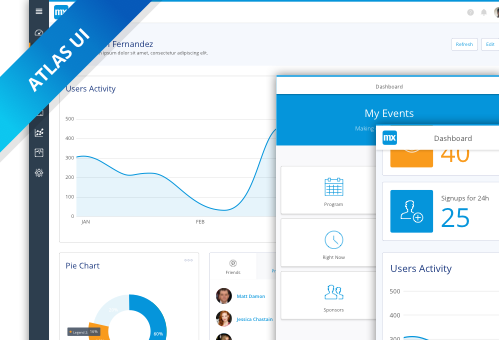 ATLAS UI
mx
Fernandez
ipsum dolor sit amet, consectetur adipiscing elit.
Refresh
Edit
Users Activity
500
400
300
200
100
0
JAN
FEB
Pie Chart
60%
Friends
Matt Damon
Jessica Chastain
Dashboard
My Events
Making
Program
Right Now
Sponsors
mx
Dashboard
40
Signups for 24h
25
Users Activity
500
400
300